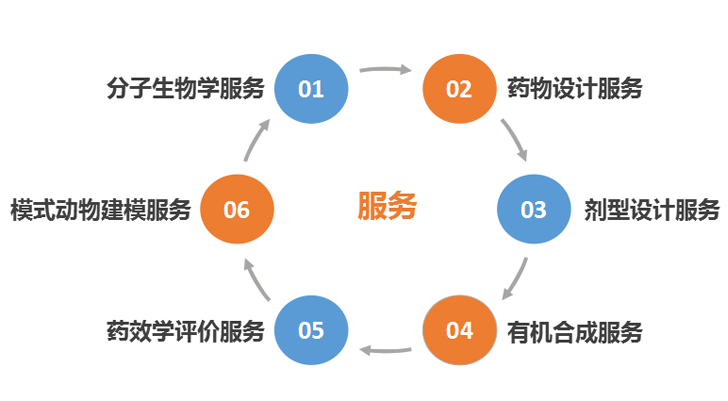 分子生物学服务
01
02
药物设计服务
模式动物建模服务
06
服务
03
剂型设计服务
药效学评价服务
05
04
有机合成服务